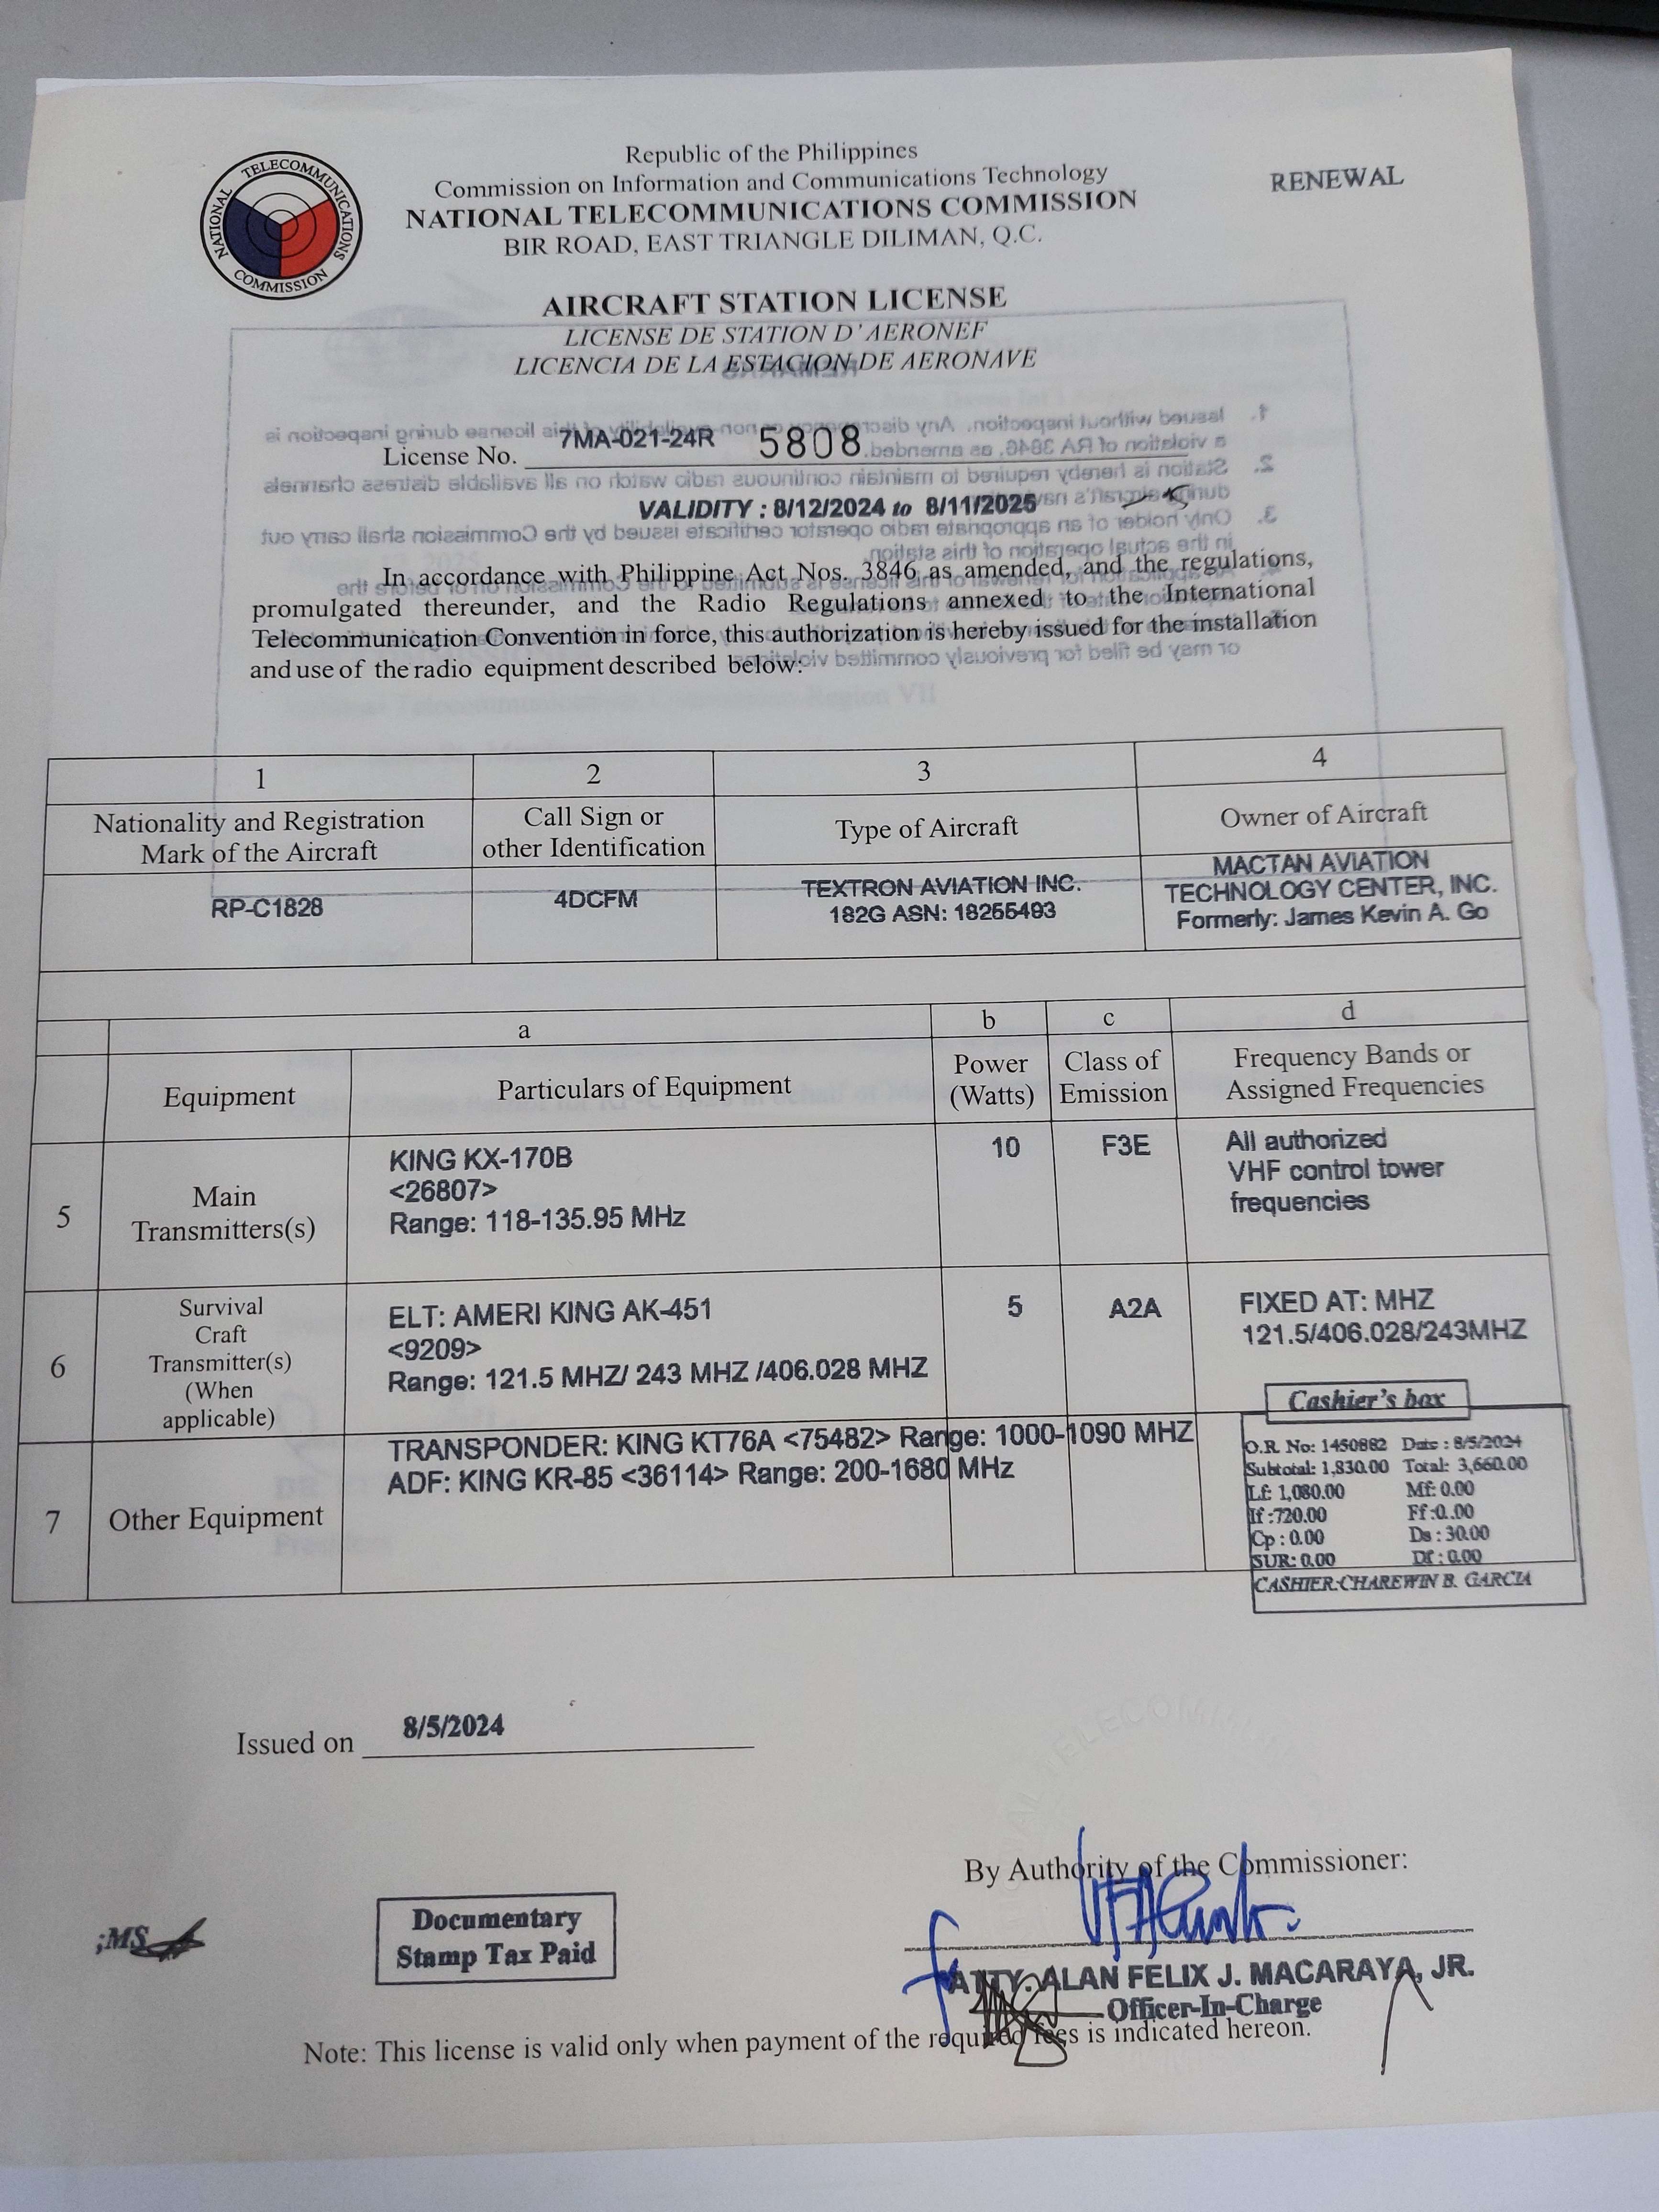 NATIONAL TELECOMMUNICATIONS COMMISSION
Republic of the Philippines
Commission on Information and Communications Technology
NATIONAL TELECOMMUNICATIONS COMMISSION
BIR ROAD, EAST TRIANGLE DILIMAN, Q.C.
RENEWAL
AIRCRAFT STATION LICENSE
LICENSE DE STATION D'AERONEF
LICENCIA DE LA ESTACION DE AERONAVE
License No. 7MA-021-24R 5808
VALIDITY : 8/12/2024 to 8/11/2025
In accordance with Philippine Act Nos. 3846 as amended, and the regulations,
promulgated thereunder, and the Radio Regulations annexed to the International
Telecommunication Convention in force, this authorization is hereby issued for the installation
and use of the radio equipment described below:
1 2 3 4
Nationality and Registration
Mark of the Aircraft
Call Sign or
other Identification
Type of Aircraft
Owner of Aircraft
RP-C1828
4DCFM
TEXTRON AVIATION INC.
182G ASN: 18255493
MACTAN AVIATION
TECHNOLOGY CENTER, INC.
Formerly: James Kevin A. Go
a b c d
Equipment
Particulars of Equipment
Power
(Watts)
Class of
Emission
Frequency Bands or
Assigned Frequencies
5
Main
Transmitters(s)
KING KX-170B
<26807>
Range: 118-135.95 MHz
10
F3E
All authorized
VHF control tower
frequencies
6
Survival
Craft
Transmitter(s)
(When
applicable)
ELT: AMERI KING AK-451
<9209>
Range: 121.5 MHZ/ 243 MHZ /406.028 MHZ
5
A2A
FIXED AT: MHZ
121.5/406.028/243MHZ
7
Other Equipment
TRANSPONDER: KING KT76A <75482> Range: 1000-1090 MHZ
ADF: KING KR-85 <36114> Range: 200-1680 MHz
Cashier's box
O.R. No: 1450882 Date : 8/5/2024
Subtotal: 1,830.00 Total: 3,660.00
Lf: 1,080.00 Mf: 0.00
If :720.00 Ff :0..00
Cp : 0.00 Ds : 30.00
SUR: 0.00 Df : 0.00
CASHIER:CHAREWIN B. GARCIA
Issued on 8/5/2024
By Authority of the Commissioner:
;MS
Documentary
Stamp Tax Paid
ATTY. ALAN FELIX J. MACARAYA, JR.
Officer-In-Charge
Note: This license is valid only when payment of the required fees is indicated hereon.